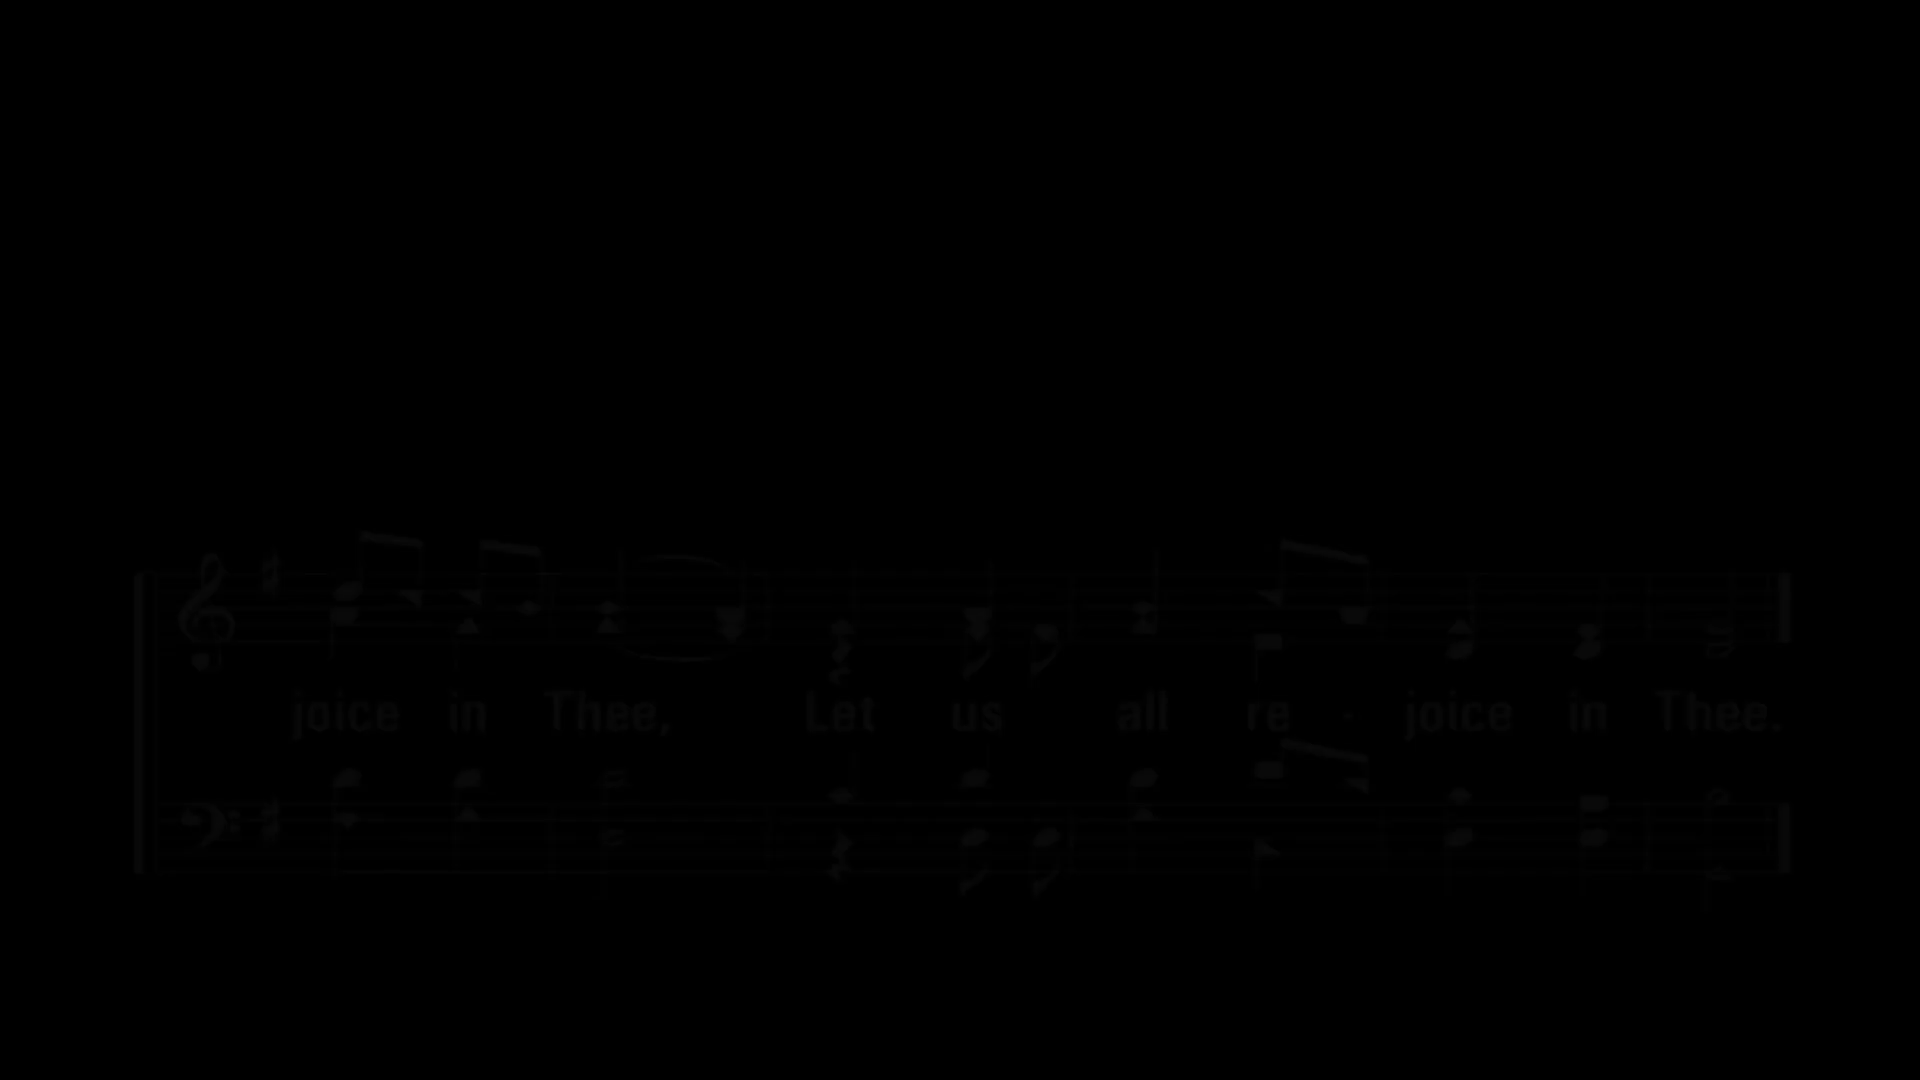 joice in Thee, Let us all re - joice in Thee.